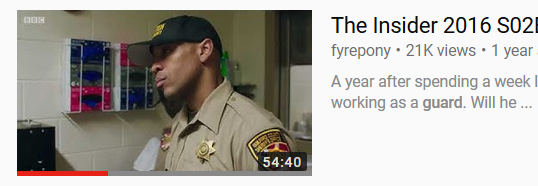 BBC
The Insider 2016 S02E
fyrepony • 21K views • 1 year
A year after spending a week
working as a guard. Will he ...
54:40